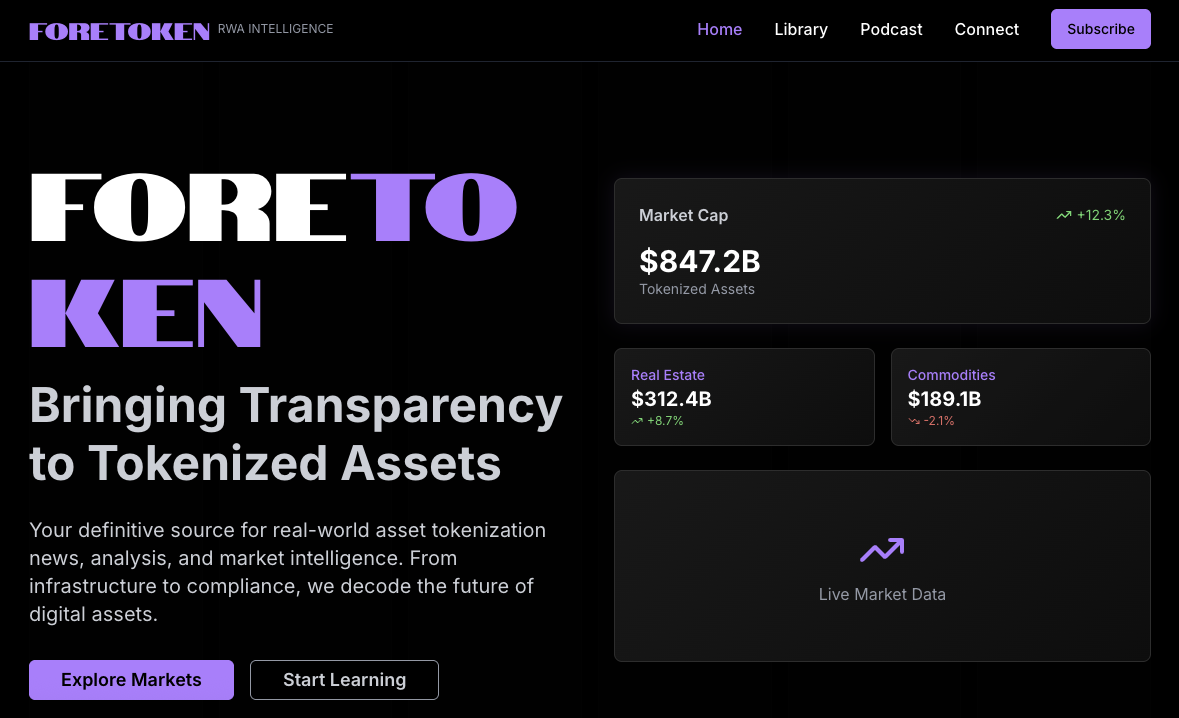 FORETOKEN RWA INTELLIGENCE
Home Library Podcast Connect Subscribe
FORETO
KEN
Bringing Transparency
to Tokenized Assets
Your definitive source for real-world asset tokenization
news, analysis, and market intelligence. From
infrastructure to compliance, we decode the future of
digital assets.
Explore Markets Start Learning
Market Cap +12.3%
$847.2B
Tokenized Assets
Real Estate
$312.4B
+8.7%
Commodities
$189.1B
-2.1%
Live Market Data